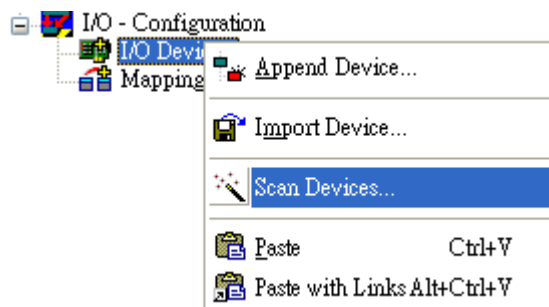 I/O - Configuration
I/O Devi
Mapping
Append Device...
Import Device...
Scan Devices...
Paste Ctrl+V
Paste with Links Alt+Ctrl+V